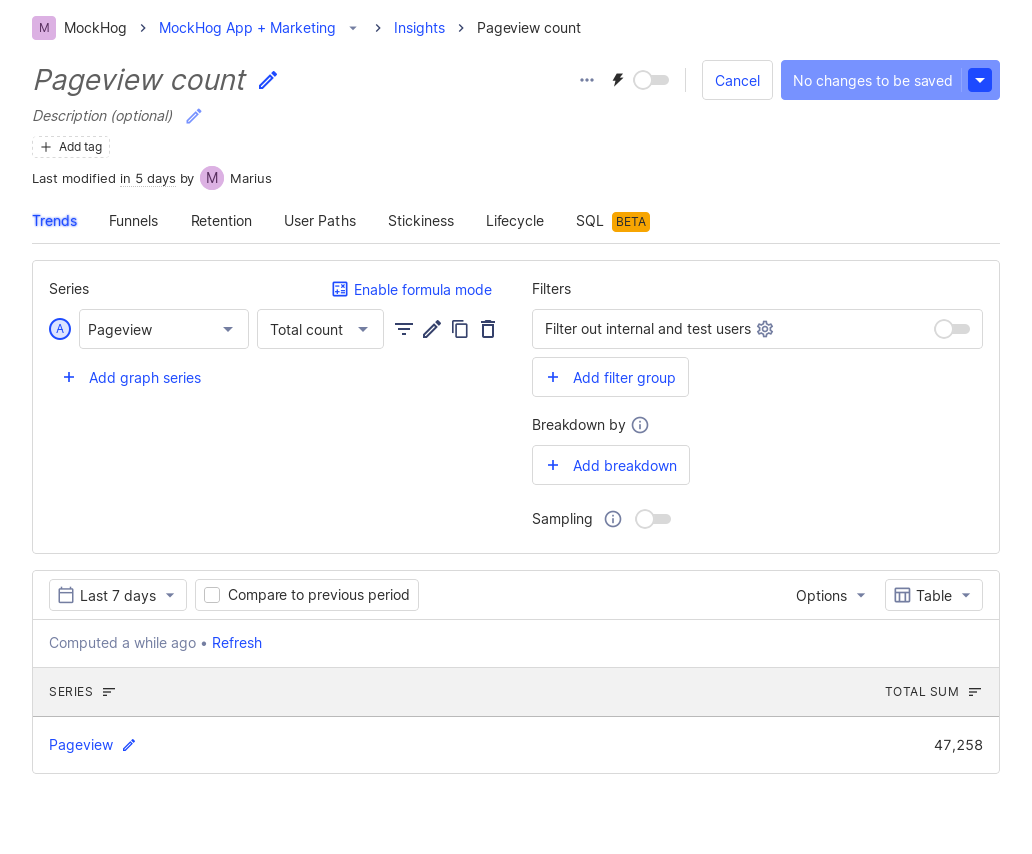 M MockHog MockHog App + Marketing Insights Pageview count
Pageview count
Cancel No changes to be saved
Description (optional)
Add tag
Last modified in 5 days by M Marius
Trends Funnels Retention User Paths Stickiness Lifecycle SQL BETA
Series Enable formula mode
Filters
A Pageview Total count
Filter out internal and test users
Add graph series
Add filter group
Breakdown by
Add breakdown
Sampling
Last 7 days Compare to previous period Options Table
Computed a while ago • Refresh
SERIES TOTAL SUM
Pageview 47,258